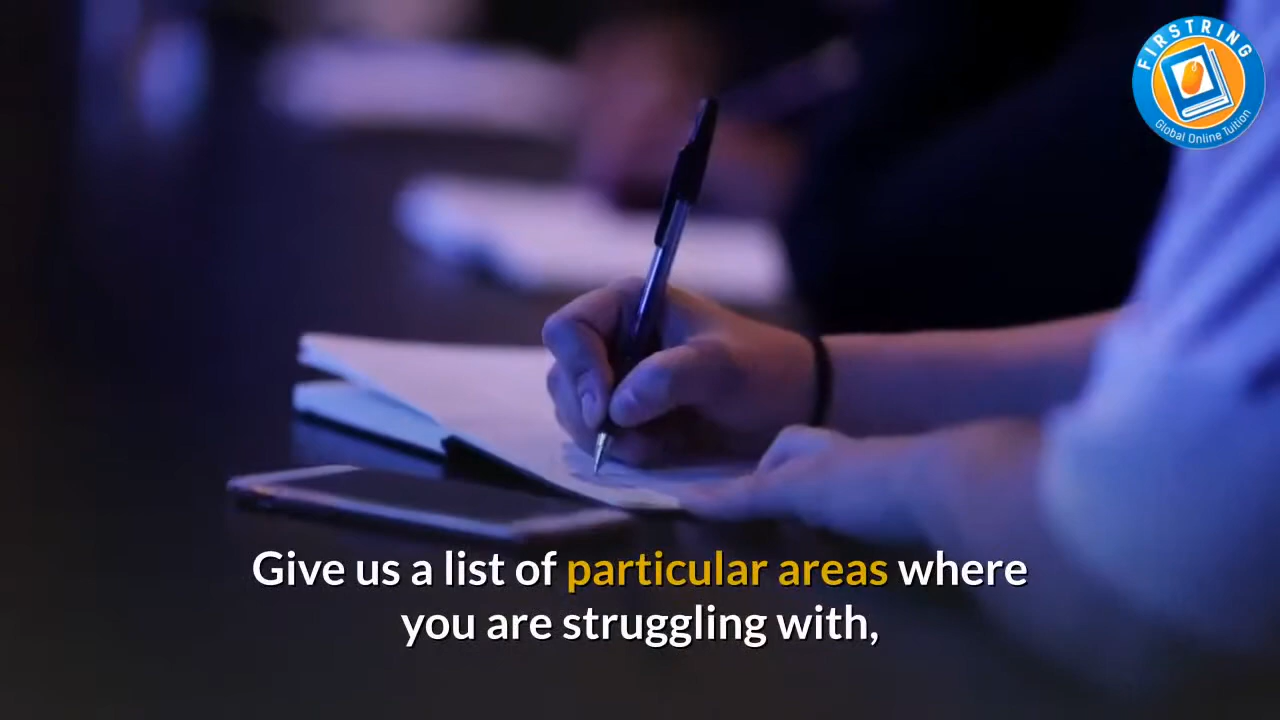 FIRSTRING
Global Online Tuition
Give us a list of particular areas where
you are struggling with,